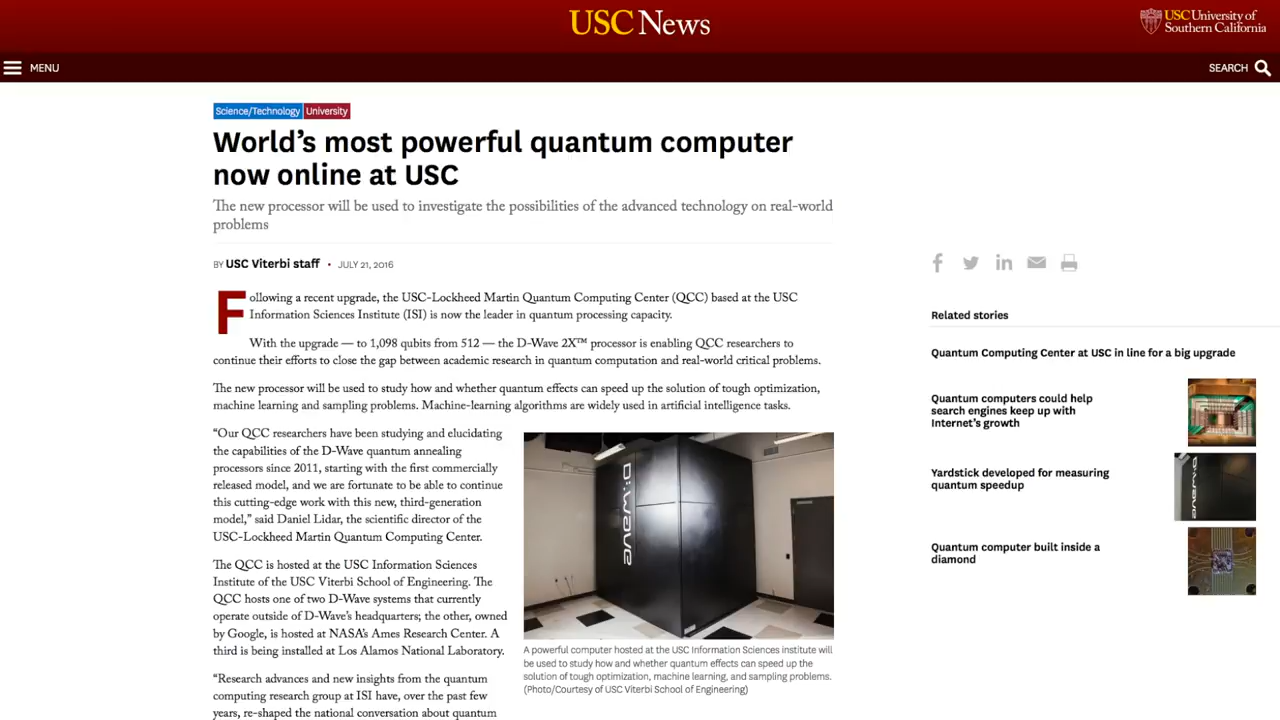 USC News
USC University of
Southern California
MENU
SEARCH
Science/Technology University
World's most powerful quantum computer
now online at USC
The new processor will be used to investigate the possibilities of the advanced technology on real-world
problems
BY USC Viterbi staff • JULY 21, 2016
Following a recent upgrade, the USC-Lockheed Martin Quantum Computing Center (QCC) based at the USC
Information Sciences Institute (ISI) is now the leader in quantum processing capacity.
With the upgrade — to 1,098 qubits from 512 — the D-Wave 2X™ processor is enabling QCC researchers to
continue their efforts to close the gap between academic research in quantum computation and real-world critical problems.
The new processor will be used to study how and whether quantum effects can speed up the solution of tough optimization,
machine learning and sampling problems. Machine-learning algorithms are widely used in artificial intelligence tasks.
“Our QCC researchers have been studying and elucidating
the capabilities of the D-Wave quantum annealing
processors since 2011, starting with the first commercially
released model, and we are fortunate to be able to continue
this cutting-edge work with this new, third-generation
model,” said Daniel Lidar, the scientific director of the
USC-Lockheed Martin Quantum Computing Center.
The QCC is hosted at the USC Information Sciences
Institute of the USC Viterbi School of Engineering. The
QCC hosts one of two D-Wave systems that currently
operate outside of D-Wave's headquarters; the other, owned
by Google, is hosted at NASA's Ames Research Center. A
third is being installed at Los Alamos National Laboratory.
“Research advances and new insights from the quantum
computing research group at ISI have, over the past few
years, re-shaped the national conversation about quantum
D:wave
A powerful computer hosted at the USC Information Sciences institute will
be used to study how and whether quantum effects can speed up the
solution of tough optimization, machine learning, and sampling problems.
(Photo/Courtesy of USC Viterbi School of Engineering)
Related stories
Quantum Computing Center at USC in line for a big upgrade
Quantum computers could help
search engines keep up with
Internet's growth
Yardstick developed for measuring
quantum speedup
D:wave
Quantum computer built inside a
diamond